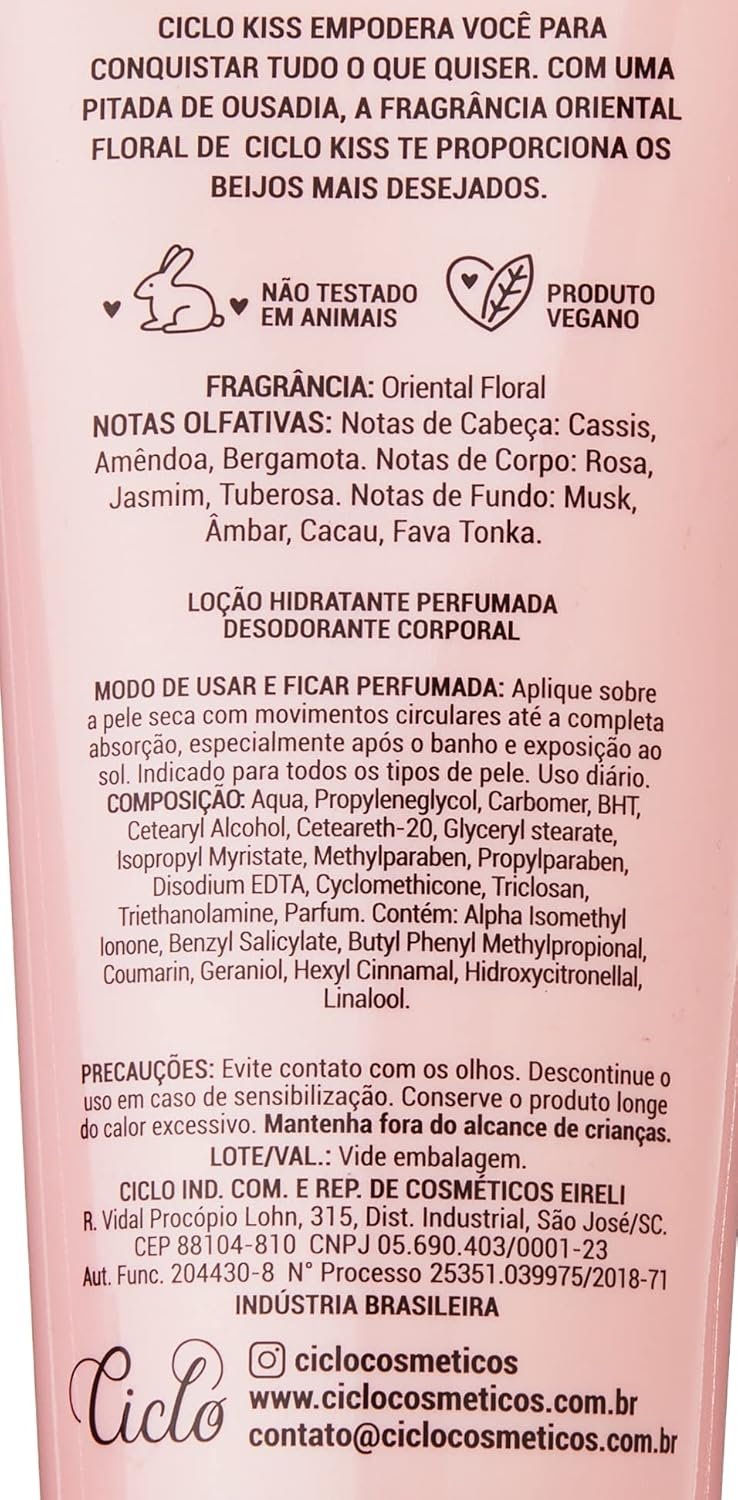 CICLO KISS EMPODERA VOCÊ PARA
CONQUISTAR TUDO O QUE QUISER. COM UMA
PITADA DE OUSADIA, A FRAGRÂNCIA ORIENTAL
FLORAL DE CICLO KISS TE PROPORCIONA OS
BEIJOS MAIS DESEJADOS.
NÃO TESTADO
EM ANIMAIS
PRODUTO
VEGANO
FRAGRÂNCIA: Oriental Floral
NOTAS OLFATIVAS: Notas de Cabeça: Cassis,
Amêndoa, Bergamota. Notas de Corpo: Rosa,
Jasmim, Tuberosa. Notas de Fundo: Musk,
Âmbar, Cacau, Fava Tonka.
LOÇÃO HIDRATANTE PERFUMADA
DESODORANTE CORPORAL
MODO DE USAR E FICAR PERFUMADA: Aplique sobre
a pele seca com movimentos circulares até a completa
absorção, especialmente após o banho e exposição ao
sol. Indicado para todos os tipos de pele. Uso diário.
COMPOSIÇÃO: Aqua, Propyleneglycol, Carbomer, BHT,
Cetearyl Alcohol, Ceteareth-20, Glyceryl stearate,
Isopropyl Myristate, Methylparaben, Propylparaben,
Disodium EDTA, Cyclomethicone, Triclosan,
Triethanolamine, Parfum. Contém: Alpha Isomethyl
Ionone, Benzyl Salicylate, Butyl Phenyl Methylpropional,
Coumarin, Geraniol, Hexyl Cinnamal, Hidroxycitronellal,
Linalool.
PRECAUÇÕES: Evite contato com os olhos. Descontinue o
uso em caso de sensibilização. Conserve o produto longe
do calor excessivo. Mantenha fora do alcance de crianças.
LOTE/VAL.: Vide embalagem.
CICLO IND. COM. E REP. DE COSMÉTICOS EIRELI
R. Vidal Procópio Lohn, 315, Dist. Industrial, São José/SC.
CEP 88104-810 CNPJ 05.690.403/0001-23
Aut. Func. 204430-8 N° Processo 25351.039975/2018-71
INDÚSTRIA BRASILEIRA
Ciclo
ciclocosmeticos
www.ciclocosmeticos.com.br
contato@ciclocosmeticos.com.br